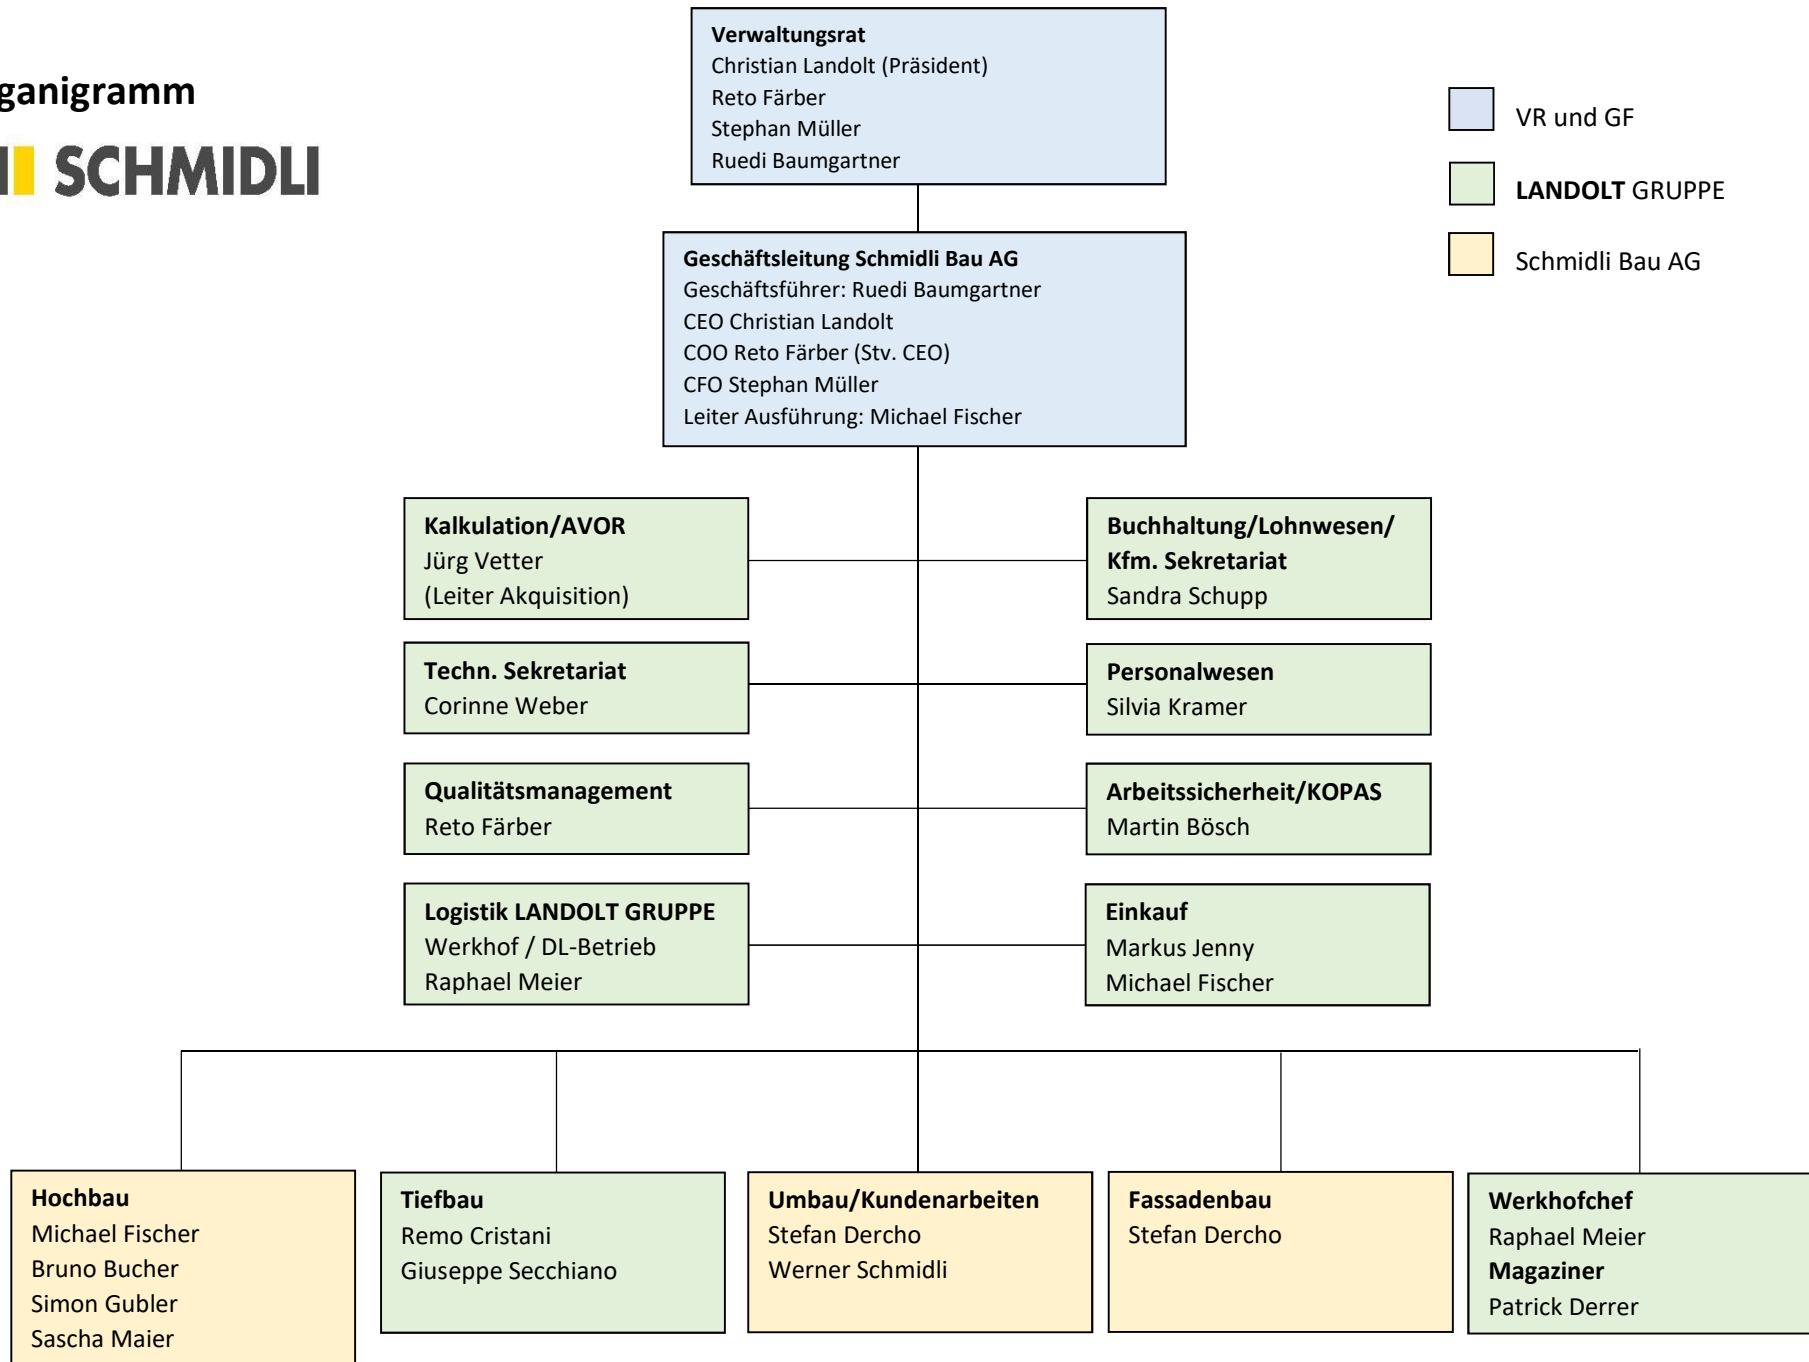 ganigramm
SCHMIDLI
Verwaltungsrat
Christian Landolt (Präsident)
Reto Färber
Stephan Müller
Ruedi Baumgartner
VR und GF
LANDOLT GRUPPE
Schmidli Bau AG
Geschäftsleitung Schmidli Bau AG
Geschäftsführer: Ruedi Baumgartner
CEO Christian Landolt
COO Reto Färber (Stv. CEO)
CFO Stephan Müller
Leiter Ausführung: Michael Fischer
Kalkulation/AVOR
Jürg Vetter
(Leiter Akquisition)
Buchhaltung/Lohnwesen/
Kfm. Sekretariat
Sandra Schupp
Techn. Sekretariat
Corinne Weber
Personalwesen
Silvia Kramer
Qualitätsmanagement
Reto Färber
Arbeitssicherheit/KOPAS
Martin Bösch
Logistik LANDOLT GRUPPE
Werkhof / DL-Betrieb
Raphael Meier
Einkauf
Markus Jenny
Michael Fischer
Hochbau
Michael Fischer
Bruno Bucher
Simon Gubler
Sascha Maier
Tiefbau
Remo Cristani
Giuseppe Secchiano
Umbau/Kundenarbeiten
Stefan Dercho
Werner Schmidli
Fassadenbau
Stefan Dercho
Werkhofchef
Raphael Meier
Magaziner
Patrick Derrer